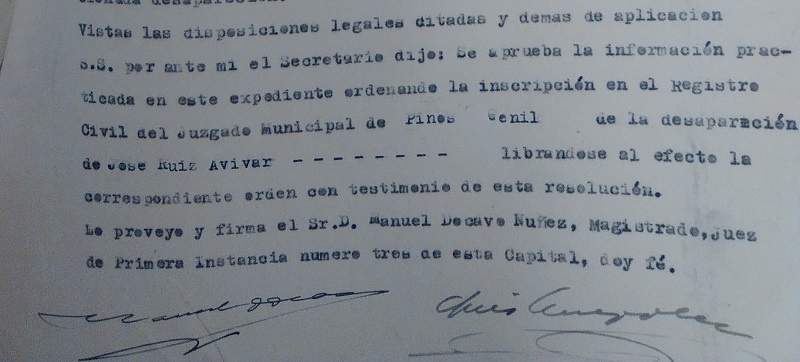 Vistas las disposiciones legales citadas y demas de aplicacion
S.S. por ante mi el Secretario dijo: Se aprueba la información prac-
ticada en este expediente ordenando la inscripción en el Registro
Civil del Juzgado Municipal de Pinos Genil de la desaparación
de Jose Ruiz Avivar - - - - - - - - librandose al efecto la
correspondiente orden con testimonio de esta resolución.
Lo proveyo y firma el Sr.D. Manuel Docavo Nuñez, Magistrado,Juez
de Primera Instancia numero tres de esta Capital, doy fé.